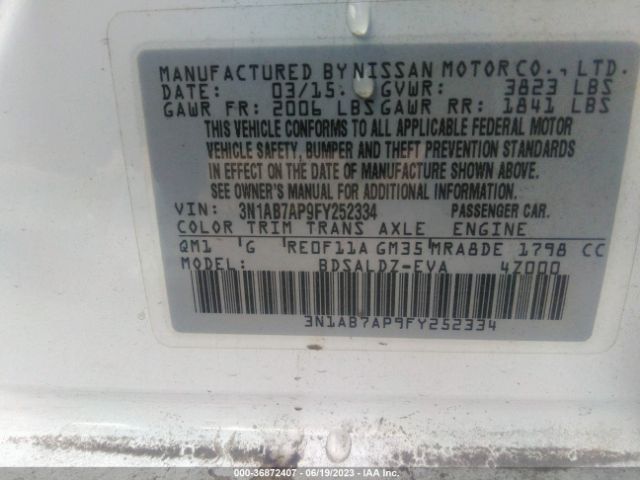 MANUFACTURED BY NISSAN MOTOR CO., LTD.
DATE: 03/15 GVWR: 3823 LBS
GAWR FR: 2006 LBS GAWR RR: 1841 LBS
THIS VEHICLE CONFORMS TO ALL APPLICABLE FEDERAL MOTOR
VEHICLE SAFETY, BUMPER AND THEFT PREVENTION STANDARDS
IN EFFECT ON THE DATE OF MANUFACTURE SHOWN ABOVE.
SEE OWNER'S MANUAL FOR ADDITIONAL INFORMATION.
VIN: 3N1AB7AP9FY252334 PASSENGER CAR.
COLOR TRIM TRANS AXLE ENGINE
QM1 G RE0F11A GM35 MRA8DE 1798 CC
MODEL: BDSALDZ-EVA 4Z000
3N1AB7AP9FY252334
000-36872407 - 06/19/2023 - IAA Inc.